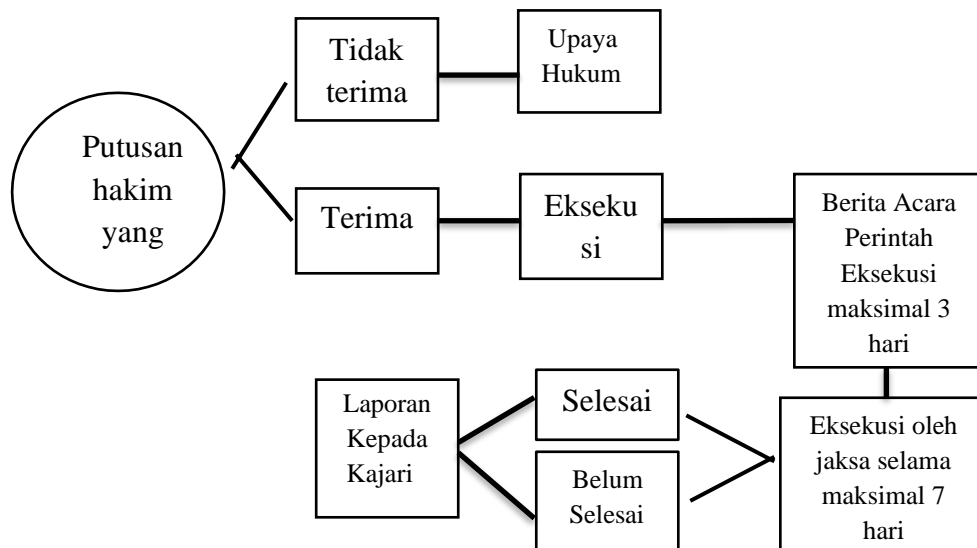 Putusan
hakim
yang
Tidak
terima
Upaya
Hukum
Terima
Ekseku
si
Berita Acara
Perintah
Eksekusi
maksimal 3
hari
Eksekusi oleh
jaksa selama
maksimal 7
hari
Selesai
Belum
Selesai
Laporan
Kepada
Kajari